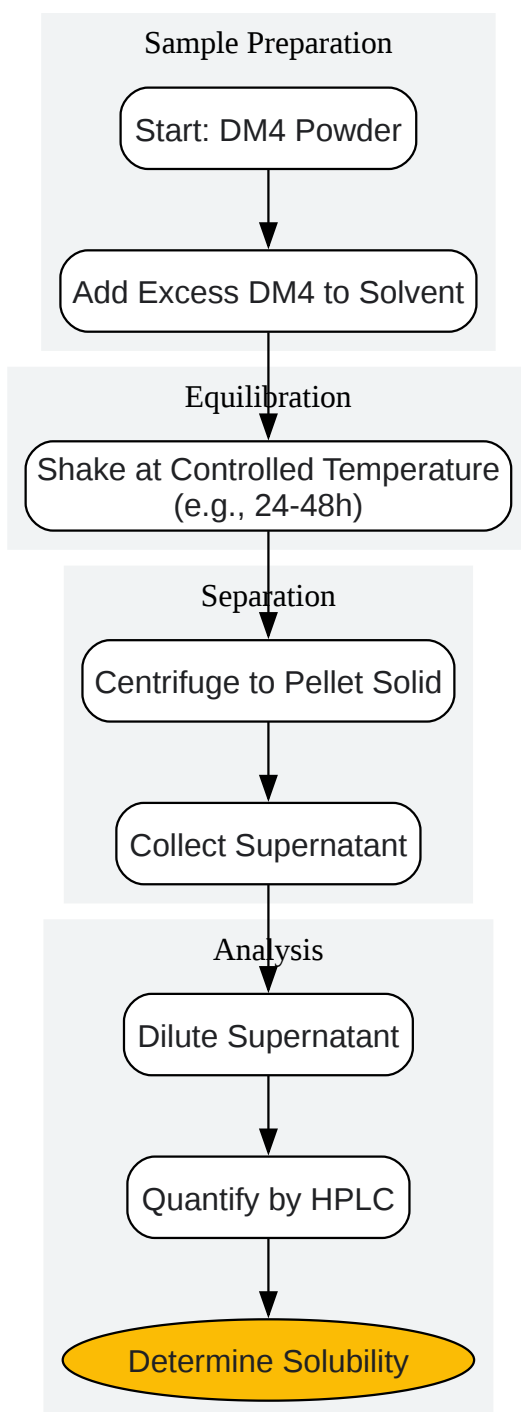 Sample Preparation
Start: DM4 Powder
Add Excess DM4 to Solvent
Equilibration
Shake at Controlled Temperature
(e.g., 24-48h)
Separation
Centrifuge to Pellet Solid
Collect Supernatant
Analysis
Dilute Supernatant
Quantify by HPLC
Determine Solubility